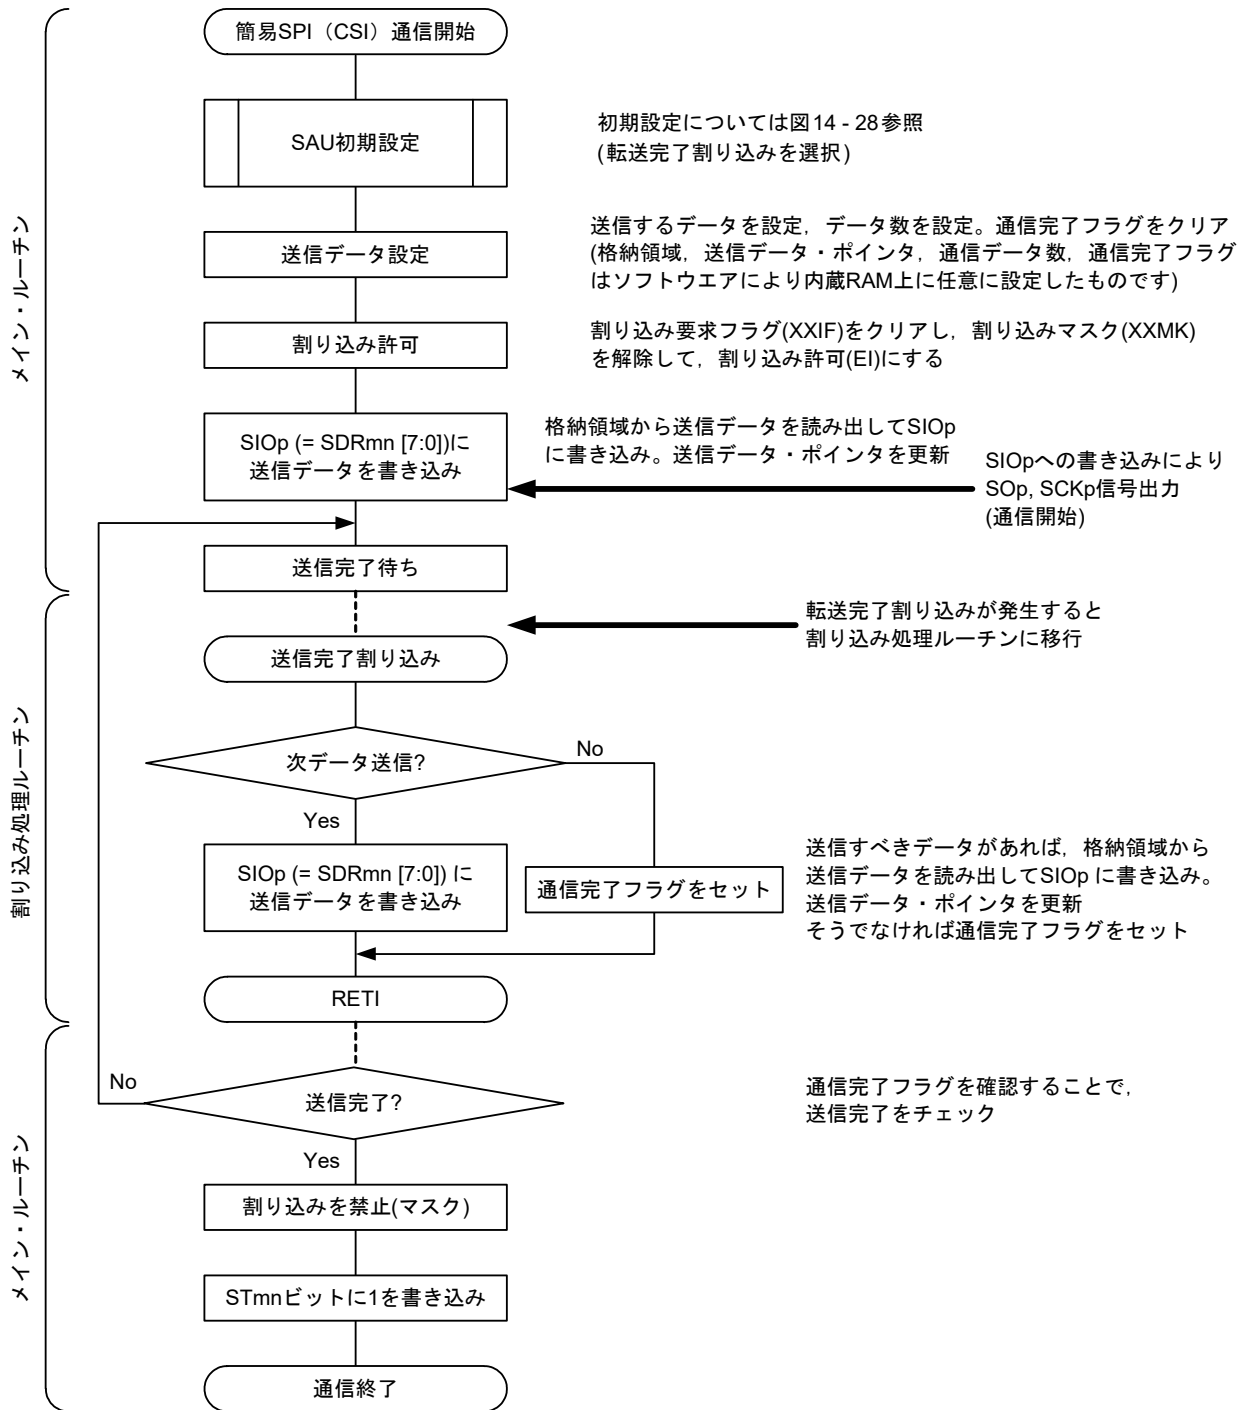 簡易SPI（CSI）通信開始
SAU初期設定
初期設定については図14 - 28参照
(転送完了割り込みを選択)
メイン・ルーチン
送信データ設定
送信するデータを設定，データ数を設定。通信完了フラグをクリア
(格納領域，送信データ・ポインタ，通信データ数，通信完了フラグ
はソフトウエアにより内蔵RAM上に任意に設定したものです)
割り込み許可
割り込み要求フラグ(XXIF)をクリアし，割り込みマスク(XXMK)
を解除して，割り込み許可(EI)にする
SIOp (= SDRmn [7:0])に
送信データを書き込み
格納領域から送信データを読み出してSIOp
に書き込み。送信データ・ポインタを更新
SIOpへの書き込みにより
SOp, SCKp信号出力
(通信開始)
送信完了待ち
転送完了割り込みが発生すると
割り込み処理ルーチンに移行
送信完了割り込み
割り込み処理ルーチン
次データ送信?
No
Yes
SIOp (= SDRmn [7:0]) に
送信データを書き込み
通信完了フラグをセット
送信すべきデータがあれば，格納領域から
送信データを読み出してSIOp に書き込み。
送信データ・ポインタを更新
そうでなければ通信完了フラグをセット
RETI
No
送信完了?
通信完了フラグを確認することで，
送信完了をチェック
Yes
メイン・ルーチン
割り込みを禁止(マスク)
STmnビットに1を書き込み
通信終了